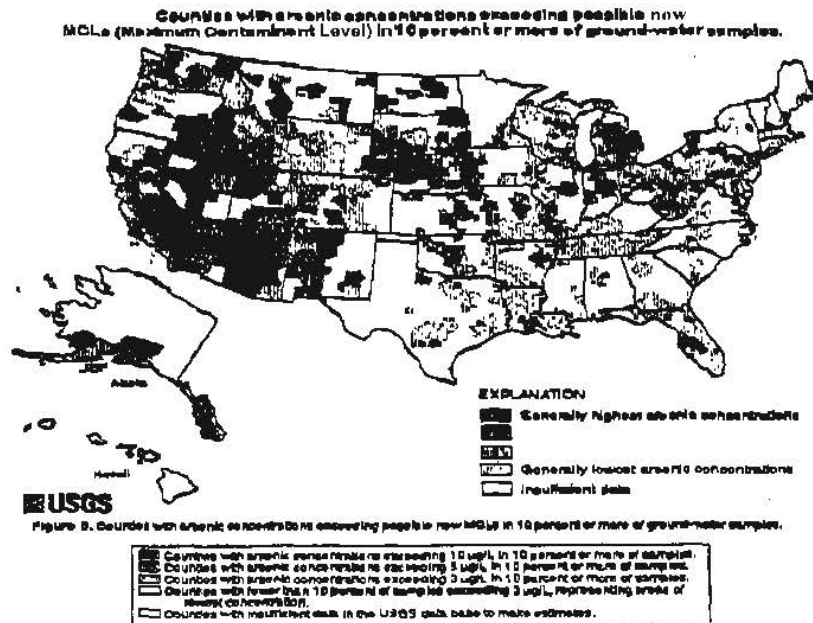 Counties with arsenic concentrations exceeding possible new
MCLs (Maximum Contaminant Level) in 10 percent or more of ground-water samples.
Alaska
Hawaii
EXPLANATION
Generally highest arsenic concentrations
Generally lowest arsenic concentrations
Insufficient data
USGS
Figure 3. Counties with arsenic concentrations exceeding possible new MCLs in 10 percent or more of ground-water samples.
Counties with arsenic concentrations exceeding 10 ug/L in 10 percent or more of samples.
Counties with arsenic concentrations exceeding 5 ug/L in 10 percent or more of samples.
Counties with arsenic concentrations exceeding 3 ug/L in 10 percent or more of samples.
Counties with fewer than 10 percent of samples exceeding 3 ug/L, representing areas of
lowest concentration.
Counties with insufficient data in the USGS data base to make estimates.